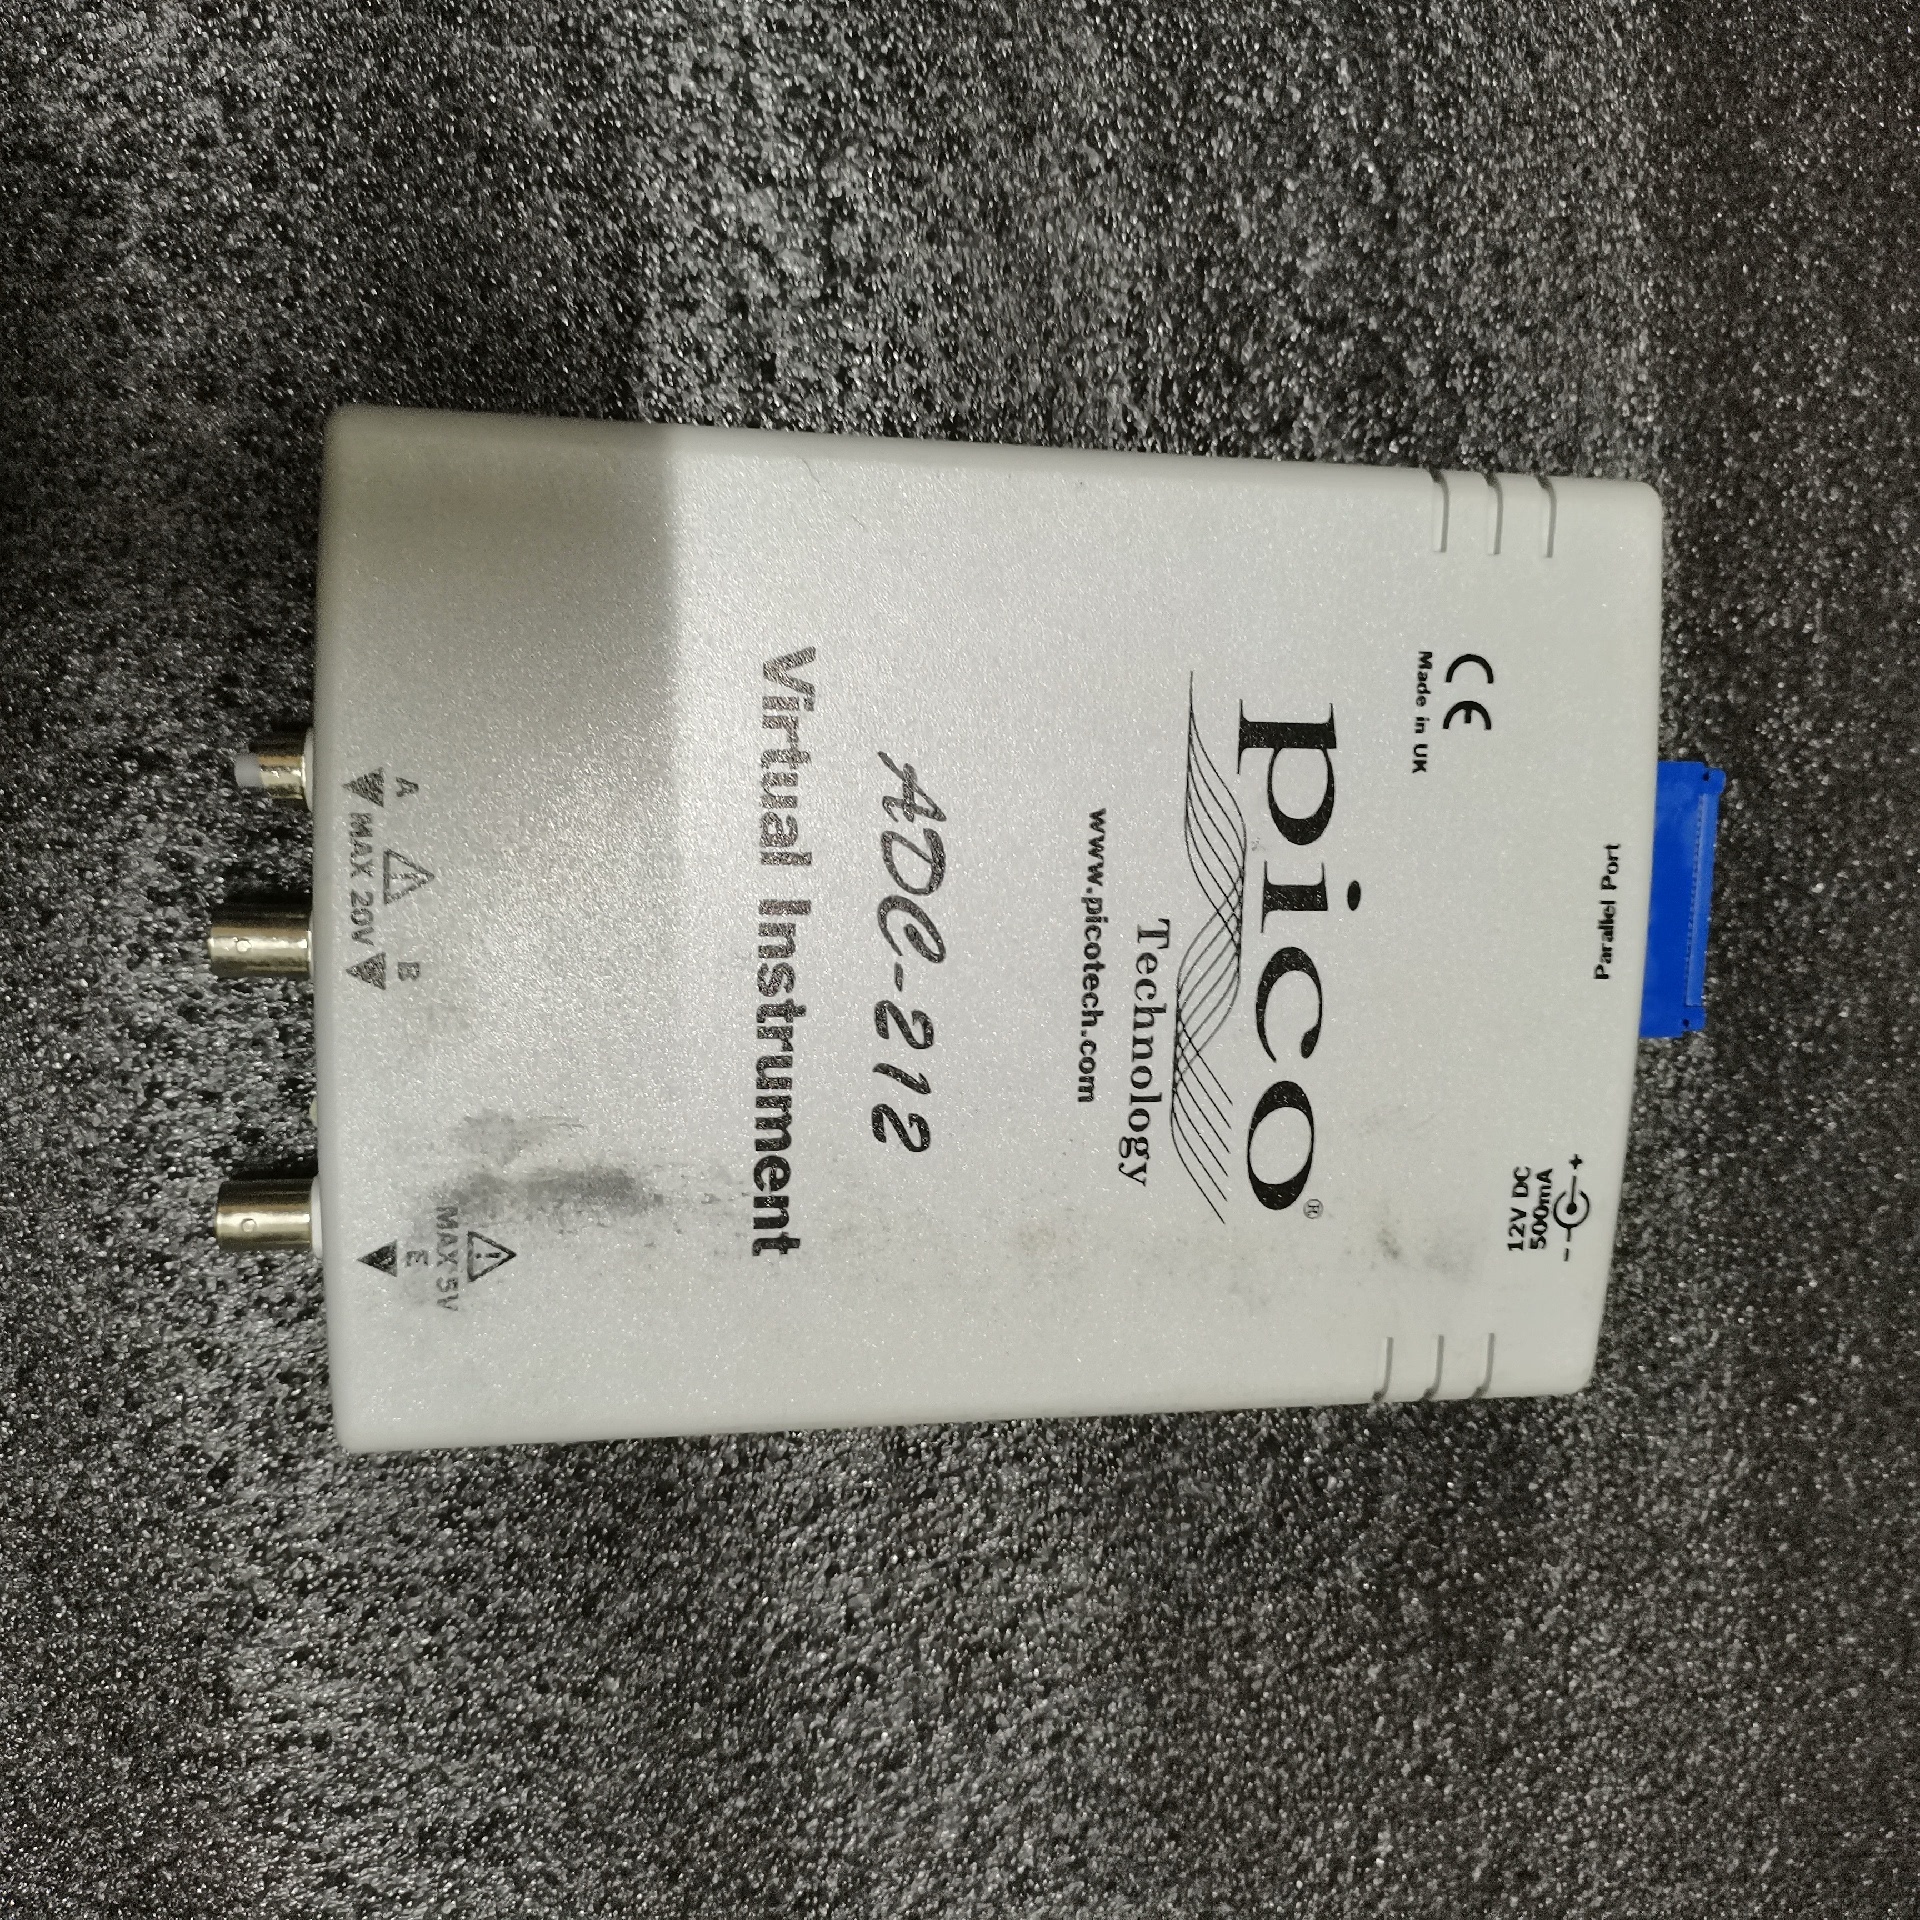 Parallel Port
12V DC
500mA
- +
CE
Made in UK
pico®
Technology
www.picotech.com
ADC-212
Virtual Instrument
A B
MAX 20V
MAX 5V
E